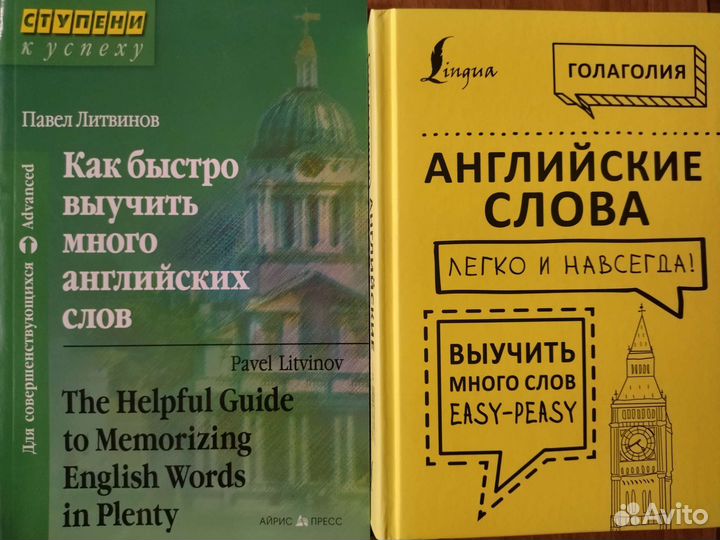 СТУПЕНИ
к успеху
Павел Литвинов
Как быстро
выучить
много
английских
слов
Для совершенствующихся Advanced
Pavel Litvinov
The Helpful Guide
to Memorizing
English Words
in Plenty
АЙРИС ПРЕСС
Lingua
ГОЛАГОЛИЯ
АНГЛИЙСКИЕ
СЛОВА
ЛЕГКО И НАВСЕГДА!
ВЫУЧИТЬ
МНОГО СЛОВ
EASY-PEASY
Avito